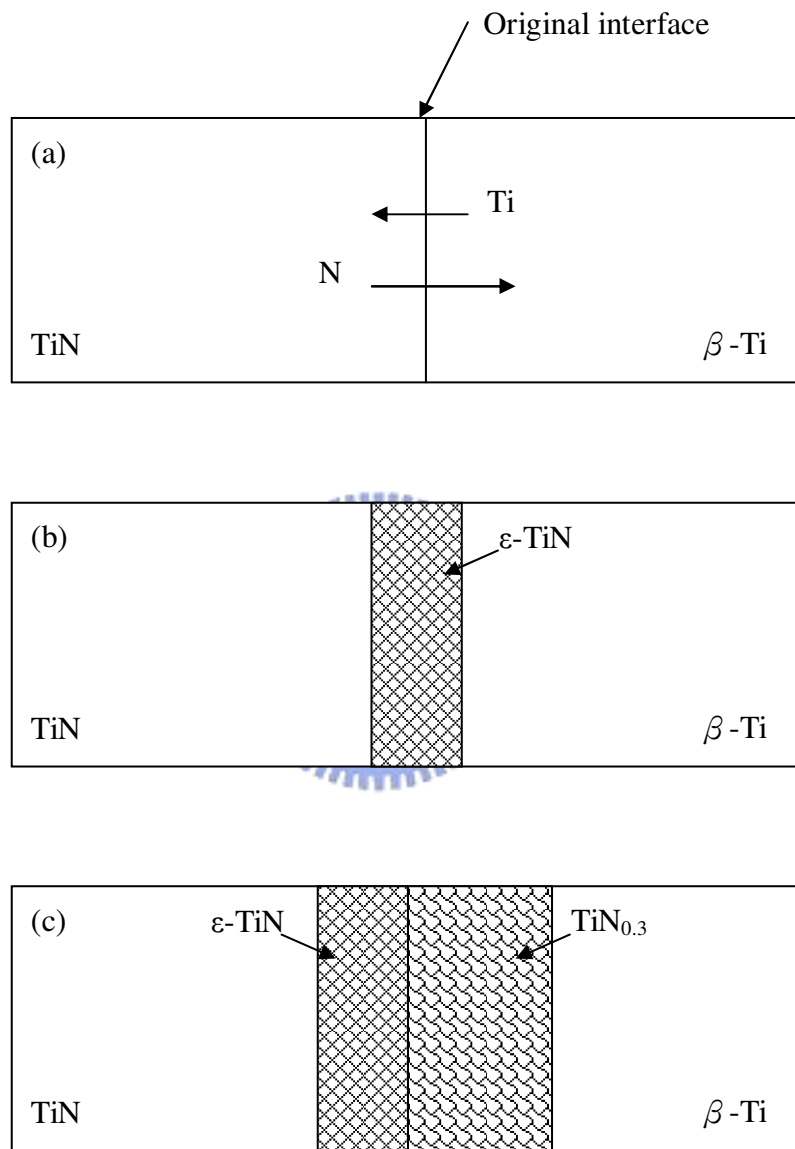 Original interface
(a)
Ti
N
TiN β-Ti
(b)
ε-TiN
TiN β-Ti
(c)
ε-TiN TiN₀.₃
TiN β-Ti